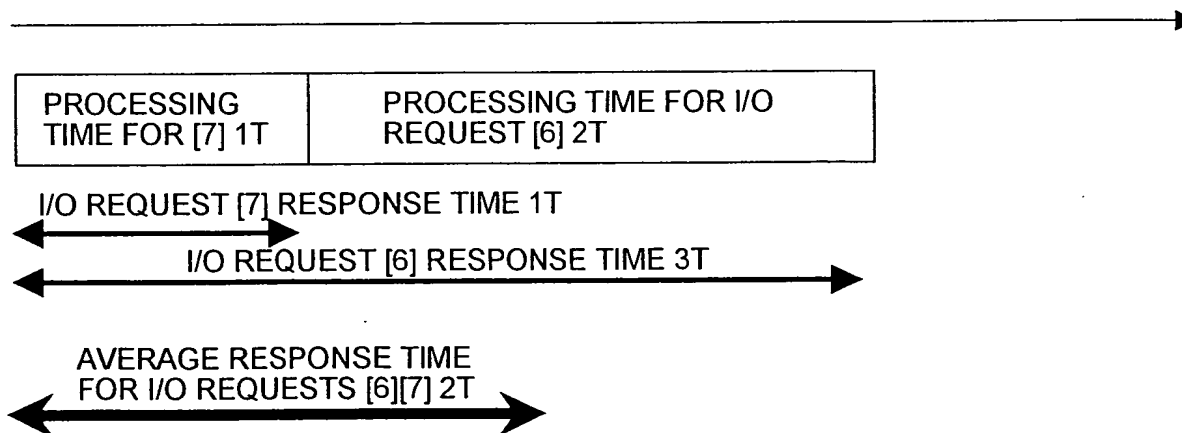 PROCESSING
TIME FOR [7] 1T
PROCESSING TIME FOR I/O
REQUEST [6] 2T
I/O REQUEST [7] RESPONSE TIME 1T
I/O REQUEST [6] RESPONSE TIME 3T
AVERAGE RESPONSE TIME
FOR I/O REQUESTS [6][7] 2T